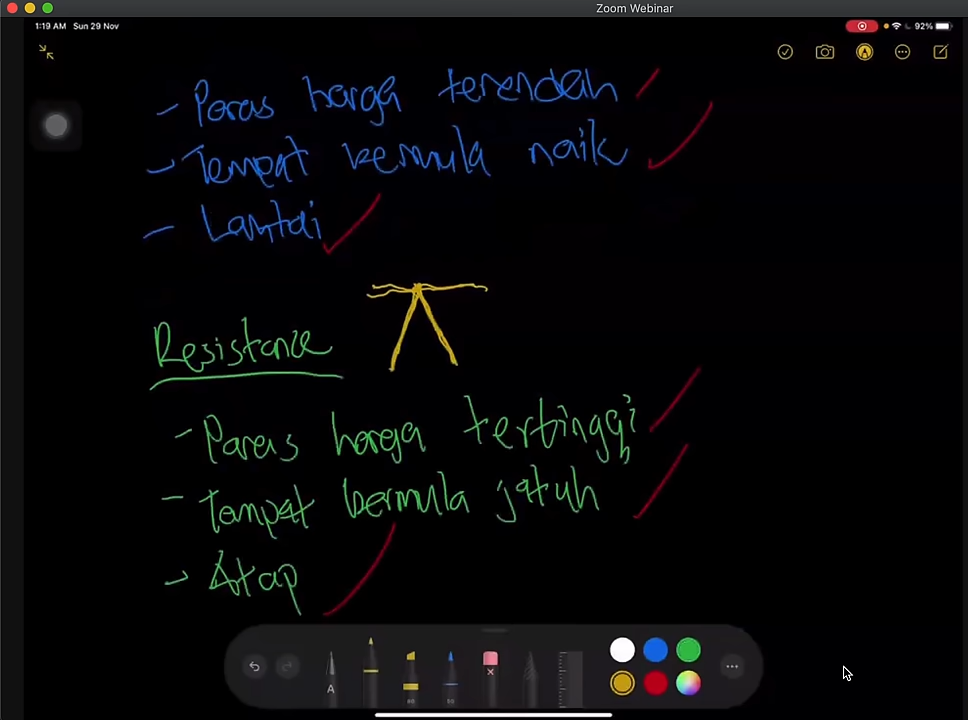 Zoom Webinar
1:19 AM Sun 29 Nov
92%
- Paras harga terendah
- Tempat bermula naik
- Lantai
Resistance
- Paras harga tertinggi
- Tempat bermula jatuh
- Atap
A